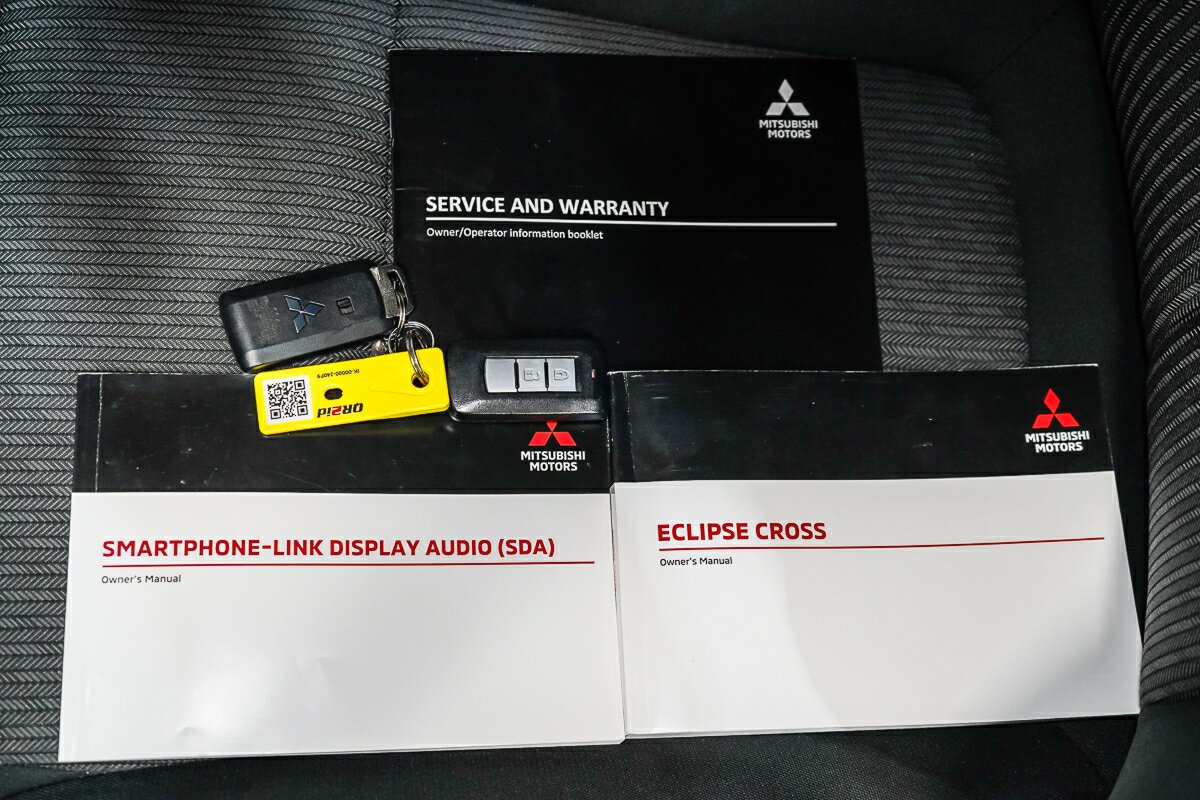 MITSUBISHI
MOTORS
SERVICE AND WARRANTY
Owner/Operator information booklet
QR2id
MITSUBISHI
MOTORS
SMARTPHONE-LINK DISPLAY AUDIO (SDA)
Owner's Manual
MITSUBISHI
MOTORS
ECLIPSE CROSS
Owner's Manual